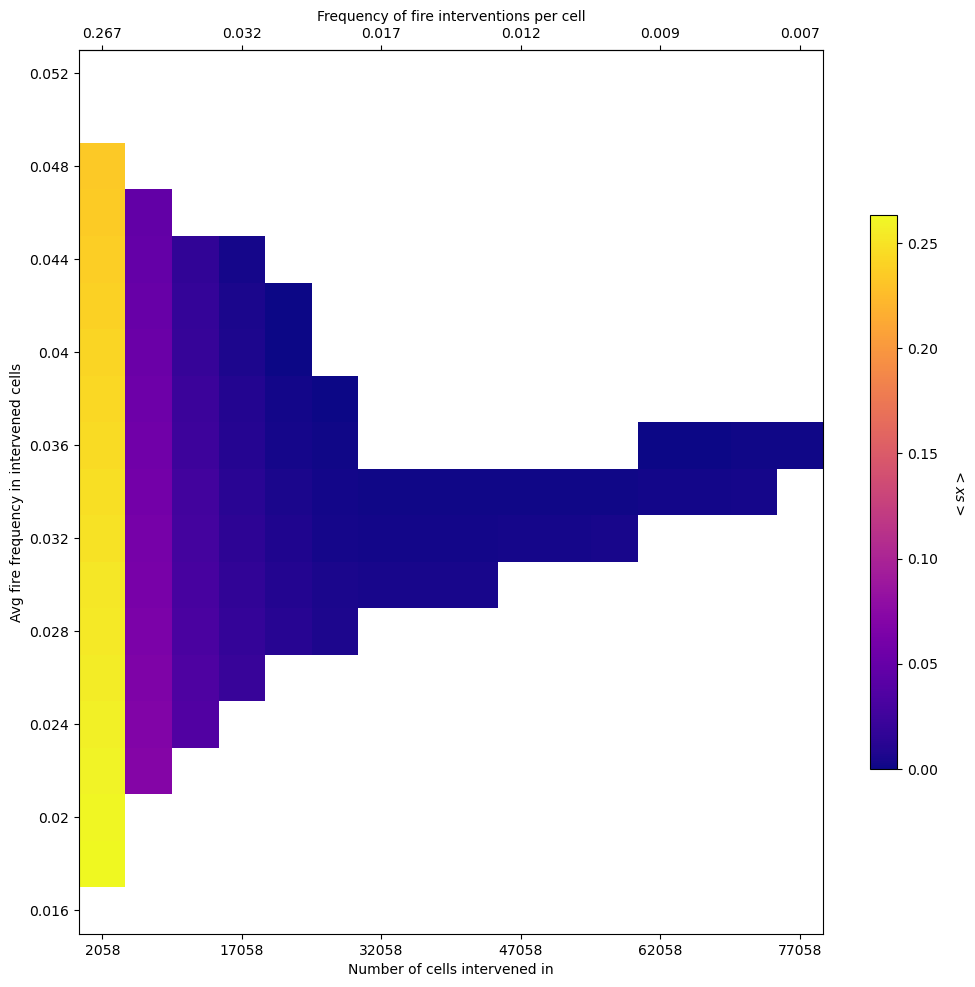 Frequency of fire interventions per cell
0.267 0.032 0.017 0.012 0.009 0.007
0.052
0.048
0.044
0.04
0.036
0.032
0.028
0.024
0.02
0.016
Avg fire frequency in intervened cells
2058 17058 32058 47058 62058 77058
Number of cells intervened in
0.25
0.20
0.15
0.10
0.05
0.00
< xs >